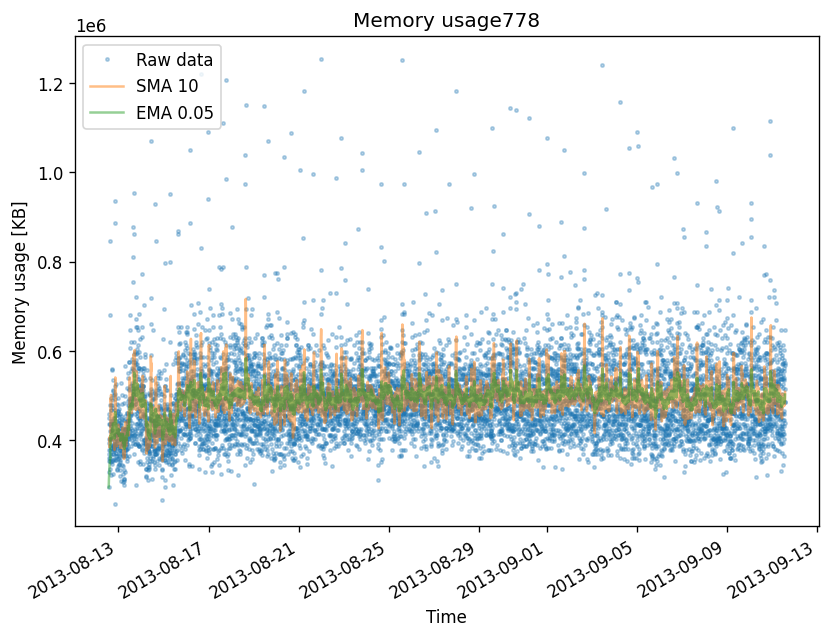 Memory usage778
1e6
Raw data
SMA 10
EMA 0.05
1.2
1.0
0.8
0.6
0.4
Memory usage [KB]
2013-08-13
2013-08-17
2013-08-21
2013-08-25
2013-08-29
2013-09-01
2013-09-05
2013-09-09
2013-09-13
Time